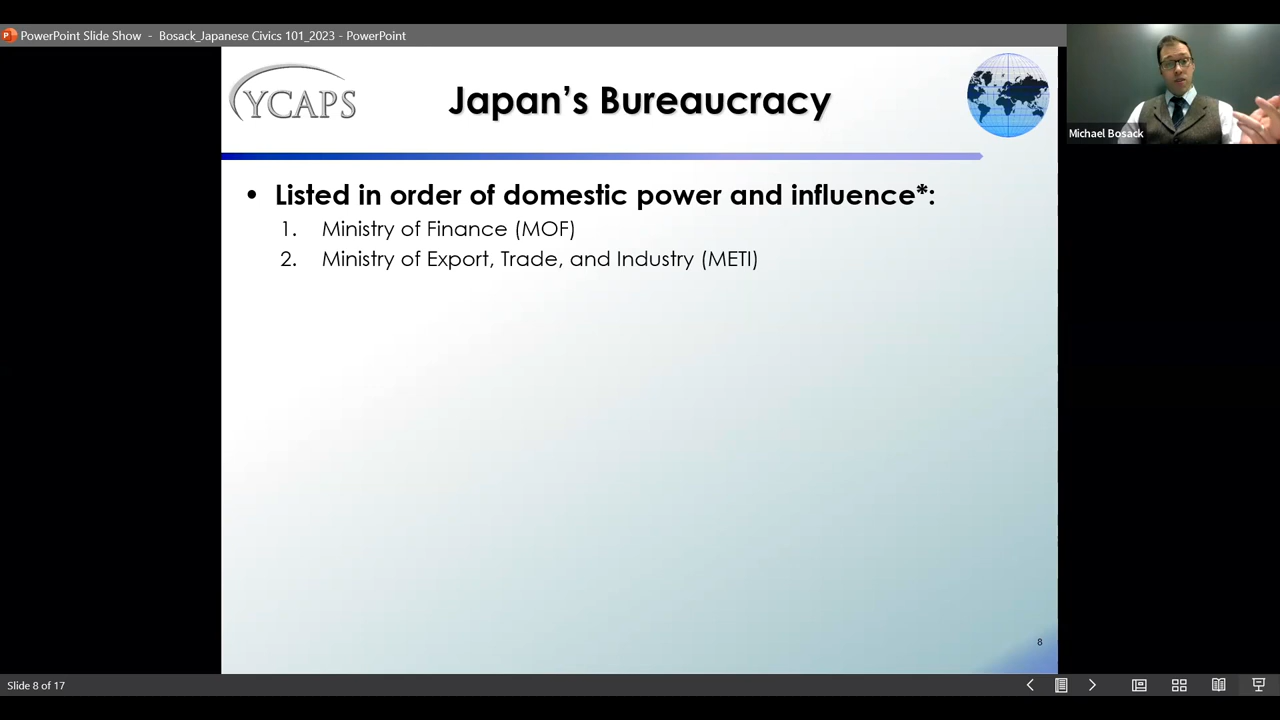 PowerPoint Slide Show - Bosack_Japanese Civics 101_2023 - PowerPoint
YCAPS
Japan's Bureaucracy
Michael Bosack
• Listed in order of domestic power and influence*:
1. Ministry of Finance (MOF)
2. Ministry of Export, Trade, and Industry (METI)
8
Slide 8 of 17